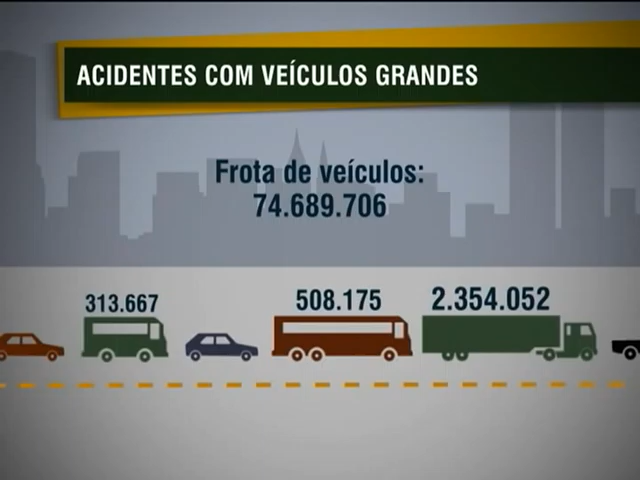 ACIDENTES COM VEÍCULOS GRANDES
Frota de veículos:
74.689.706
313.667
508.175
2.354.052